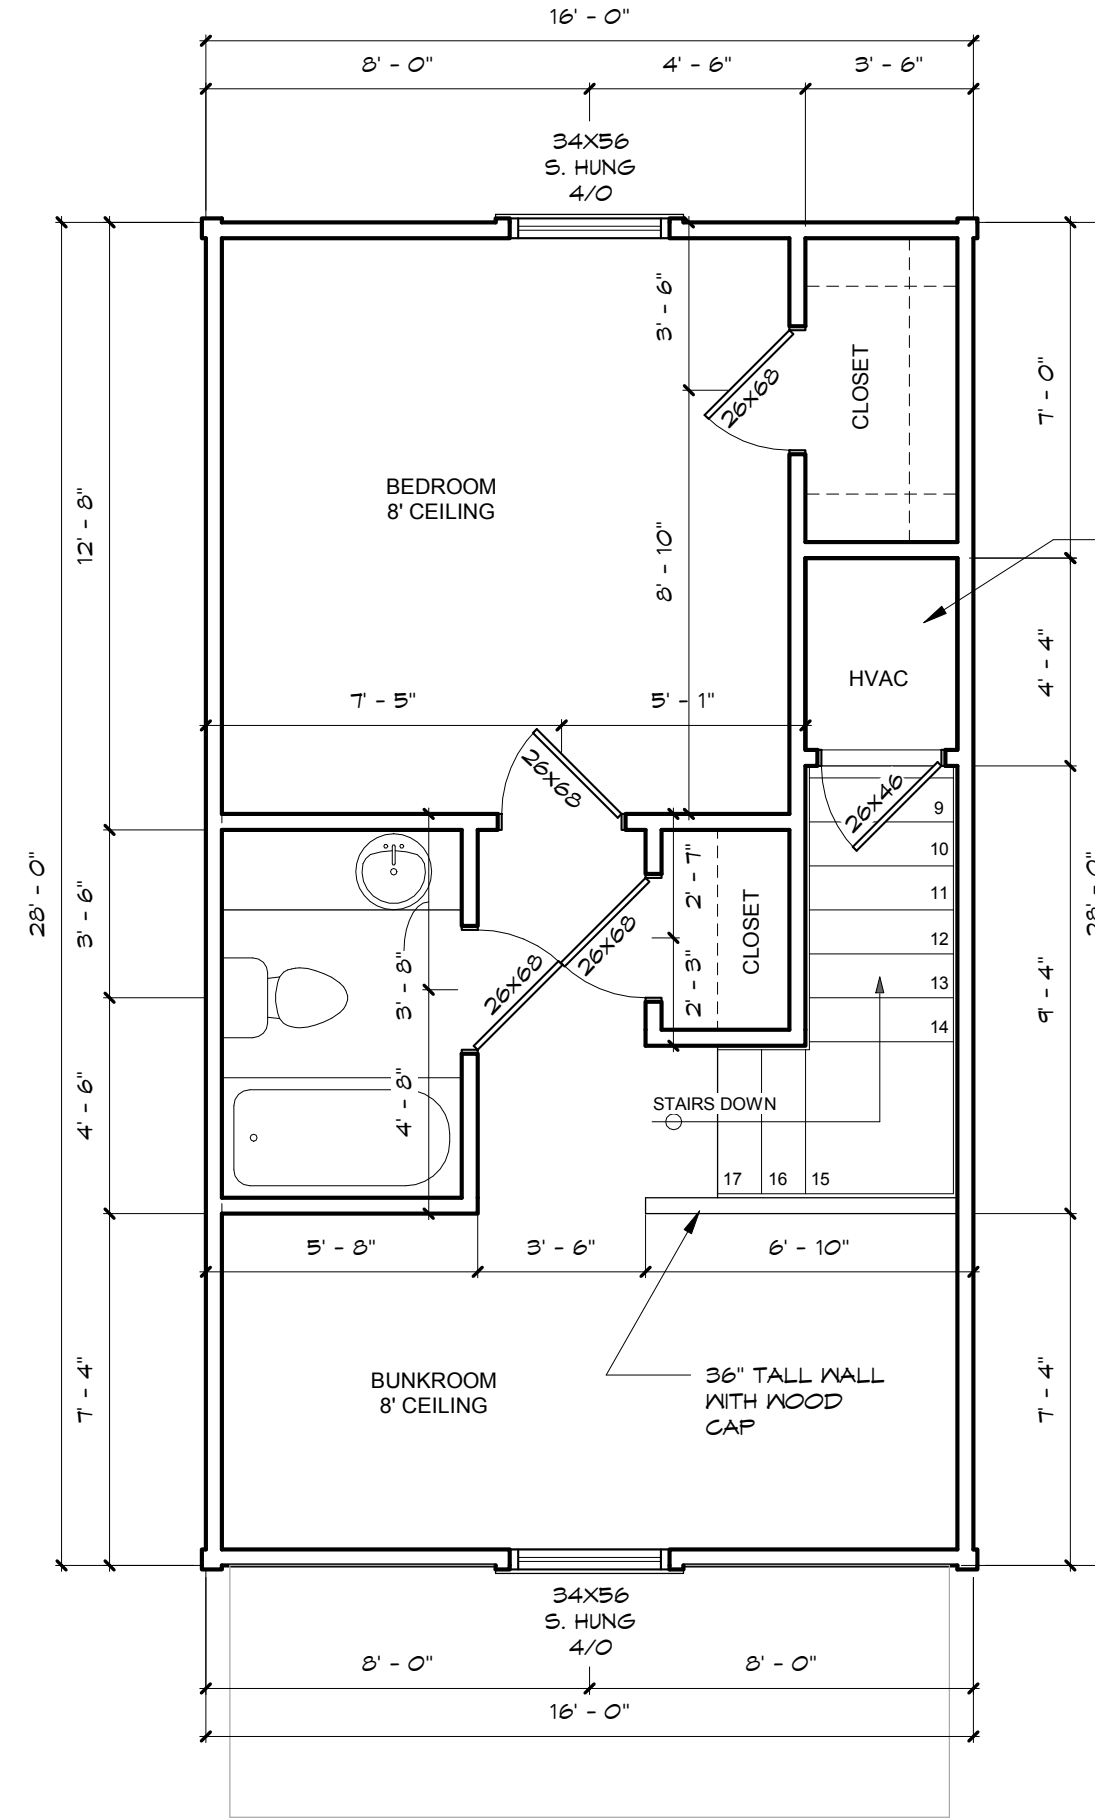 16' - 0"
8' - 0"
4' - 6"
3' - 6"
34X56
S. HUNG
4/0
3' - 6"
26x68
CLOSET
7' - 0"
12' - 8"
BEDROOM
8' CEILING
8' - 10"
4' - 4"
HVAC
7' - 5"
5' - 1"
26x68
26x46
9
10
11
12
13
14
28' - 0"
3' - 6"
2' - 7"
26x68
26x68
CLOSET
3' - 8"
2' - 3"
9' - 4"
28' - 0"
4' - 6"
4' - 8"
STAIRS DOWN
17
16
15
5' - 8"
3' - 6"
6' - 10"
7' - 4"
BUNKROOM
8' CEILING
36" TALL WALL
WITH WOOD
CAP
7' - 4"
34X56
S. HUNG
4/0
8' - 0"
8' - 0"
16' - 0"